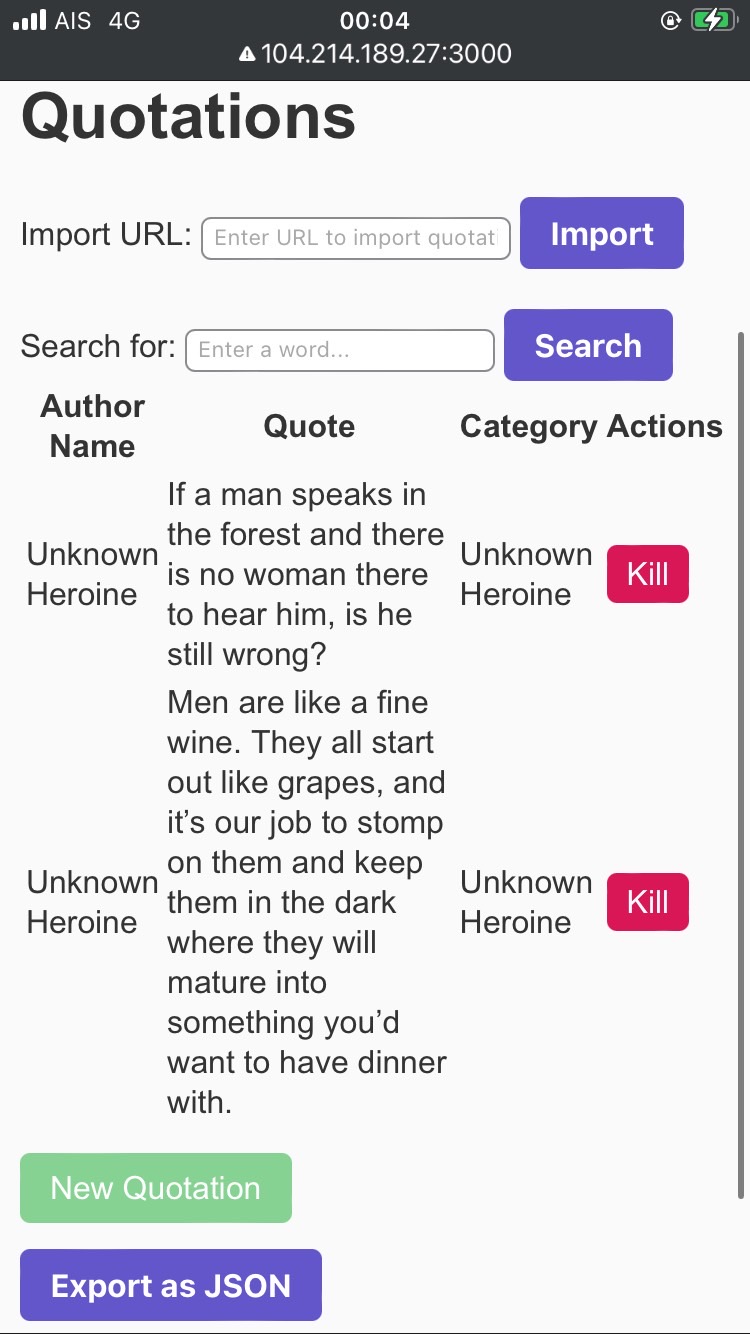 AIS 4G 00:04
104.214.189.27:3000
Quotations
Import URL: Enter URL to import quotat Import
Search for: Enter a word... Search
Author Name Quote Category Actions
Unknown Heroine
If a man speaks in
the forest and there
is no woman there
to hear him, is he
still wrong?
Unknown Heroine
Kill
Unknown Heroine
Men are like a fine
wine. They all start
out like grapes, and
it’s our job to stomp
on them and keep
them in the dark
where they will
mature into
something you’d
want to have dinner
with.
Unknown Heroine
Kill
New Quotation
Export as JSON